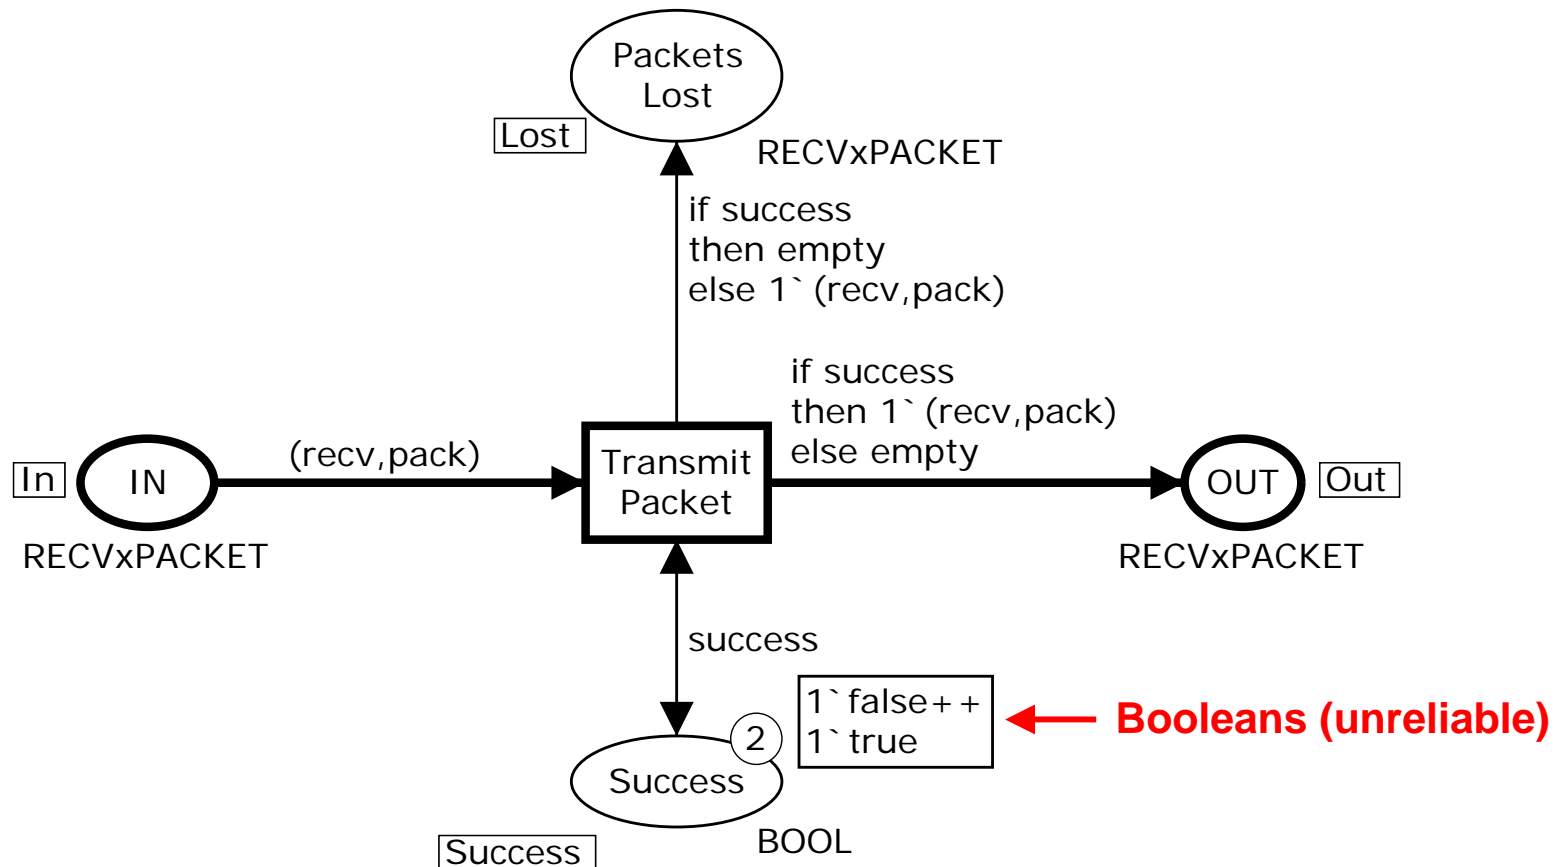 Packets
Lost
Lost
RECVxPACKET
if success
then empty
else 1`(recv,pack)
if success
then 1`(recv,pack)
else empty
(recv,pack)
In
IN
Transmit
Packet
OUT
Out
RECVxPACKET
RECVxPACKET
success
1`false++
1`true
Booleans (unreliable)
2
Success
BOOL
Success